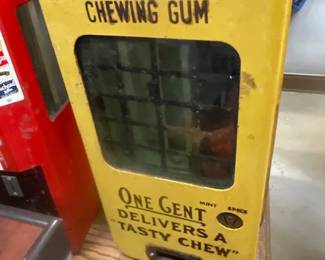 CHEWING GUM
ONE CENT
MINT SPICE
DELIVERS A
"TASTY CHEW"